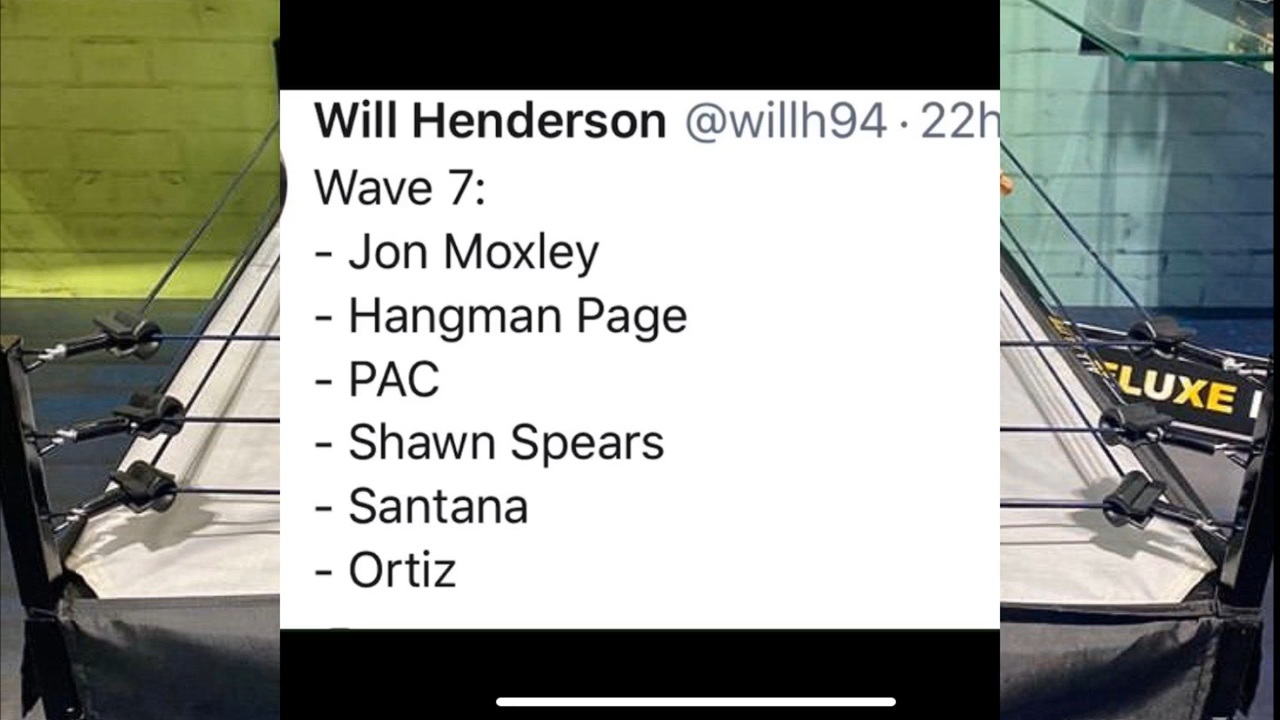 Will Henderson @willh94 · 22h
Wave 7:
- Jon Moxley
- Hangman Page
- PAC
- Shawn Spears
- Santana
- Ortiz
LUXE